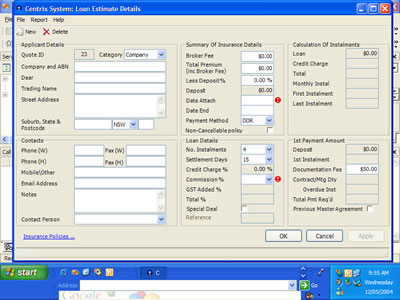 Centrix System: Loan Estimate Details
File Report Help
New Delete
Applicant Details
Quote ID 23 Category Company
Company and ABN
Dear
Trading Name
Street Address
Suburb, State &
Postcode NSW
Contacts
Phone (W) Fax (W)
Phone (H) Fax (H)
Mobile\Other
Email Address
Notes
Contact Person
Insurance Policies ...
Summary Of Insurance Details
Broker Fee $0.00
Total Premium $0.00
(inc Broker Fee)
Less Deposit% 0.00 %
Deposit $0.00
Date Attach
Date End
Payment Method DDR
Non-Cancellable policy
Loan Details
No. Instalments 4
Settlement Days 15
Credit Charge % 0.00 %
Commission %
GST Added %
Total %
Special Deal
Reference
Calculation Of Instalments
Loan $0.00
Credit Charge
Total
Monthly Instal
First Instalment
Last Instalment
1st Payment Amount
Deposit $0.00
1st Instalment
Documentation Fee $50.00
Contract/Mtg Dty
Overdue Inst
Total Pmt Req'd
Previous Master Agreement
OK Cancel Apply
start C 9:55 AM
Wednesday
Address Go 12/05/2004